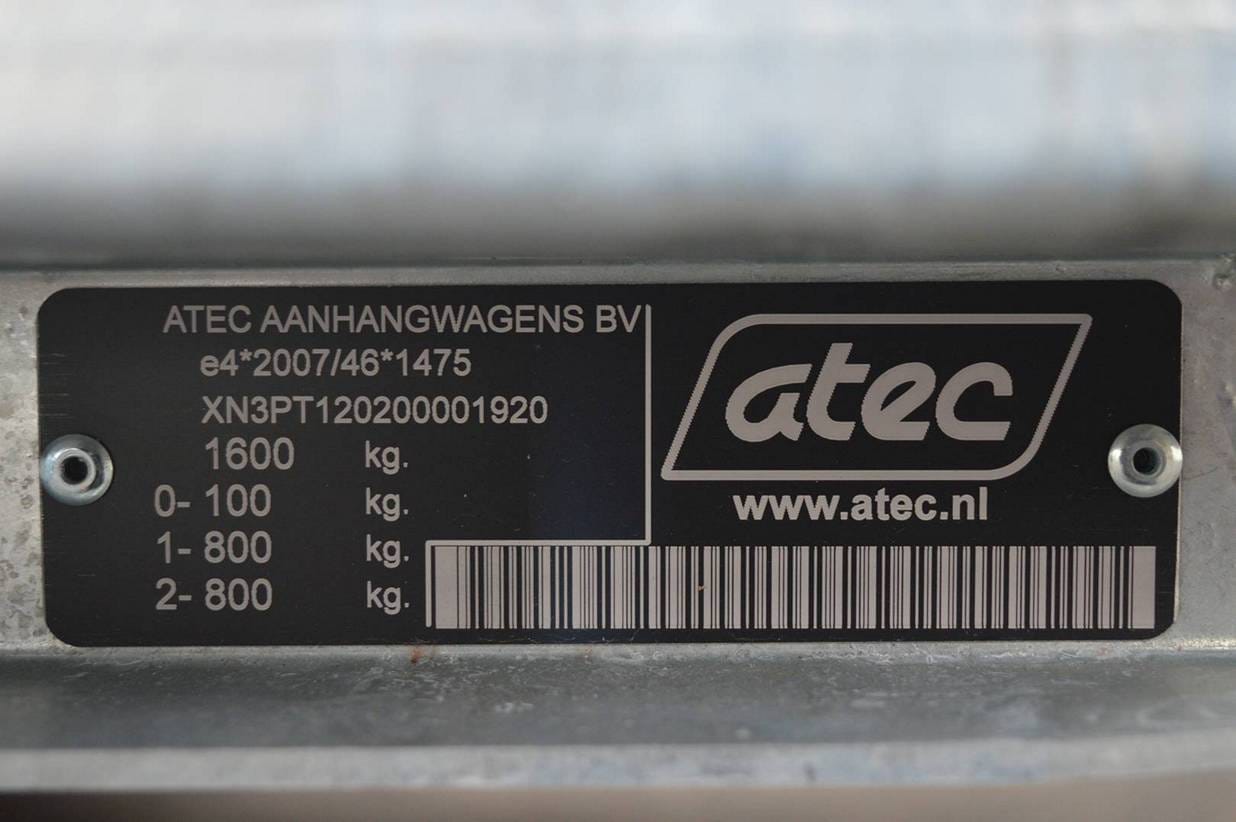 ATEC AANHANGWAGENS BV
e4*2007/46*1475
XN3PT120200001920
1600 kg.
0- 100 kg.
1- 800 kg.
2- 800 kg.
atec
www.atec.nl